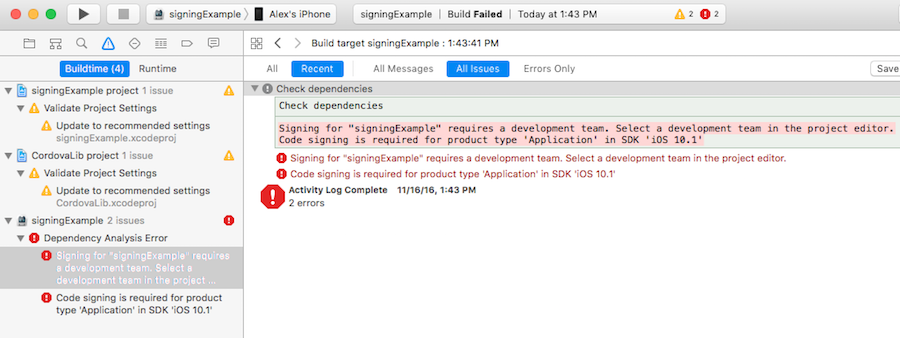 signingExample
Alex's iPhone
signingExample
Build Failed
Today at 1:43 PM
2
2
Build target signingExample : 1:43:41 PM
Buildtime (4)
Runtime
All
Recent
All Messages
All Issues
Errors Only
Save
signingExample project 1 issue
Validate Project Settings
Update to recommended settings
signingExample.xcodeproj
CordovaLib project 1 issue
Validate Project Settings
Update to recommended settings
CordovaLib.xcodeproj
signingExample 2 issues
Dependency Analysis Error
Signing for "signingExample" requires
a development team. Select a
development team in the project ...
Code signing is required for product
type 'Application' in SDK 'iOS 10.1'
Check dependencies
Check dependencies
Signing for "signingExample" requires a development team. Select a development team in the project editor.
Code signing is required for product type 'Application' in SDK 'iOS 10.1'
Signing for "signingExample" requires a development team. Select a development team in the project editor.
Code signing is required for product type 'Application' in SDK 'iOS 10.1'
Activity Log Complete 11/16/16, 1:43 PM
2 errors